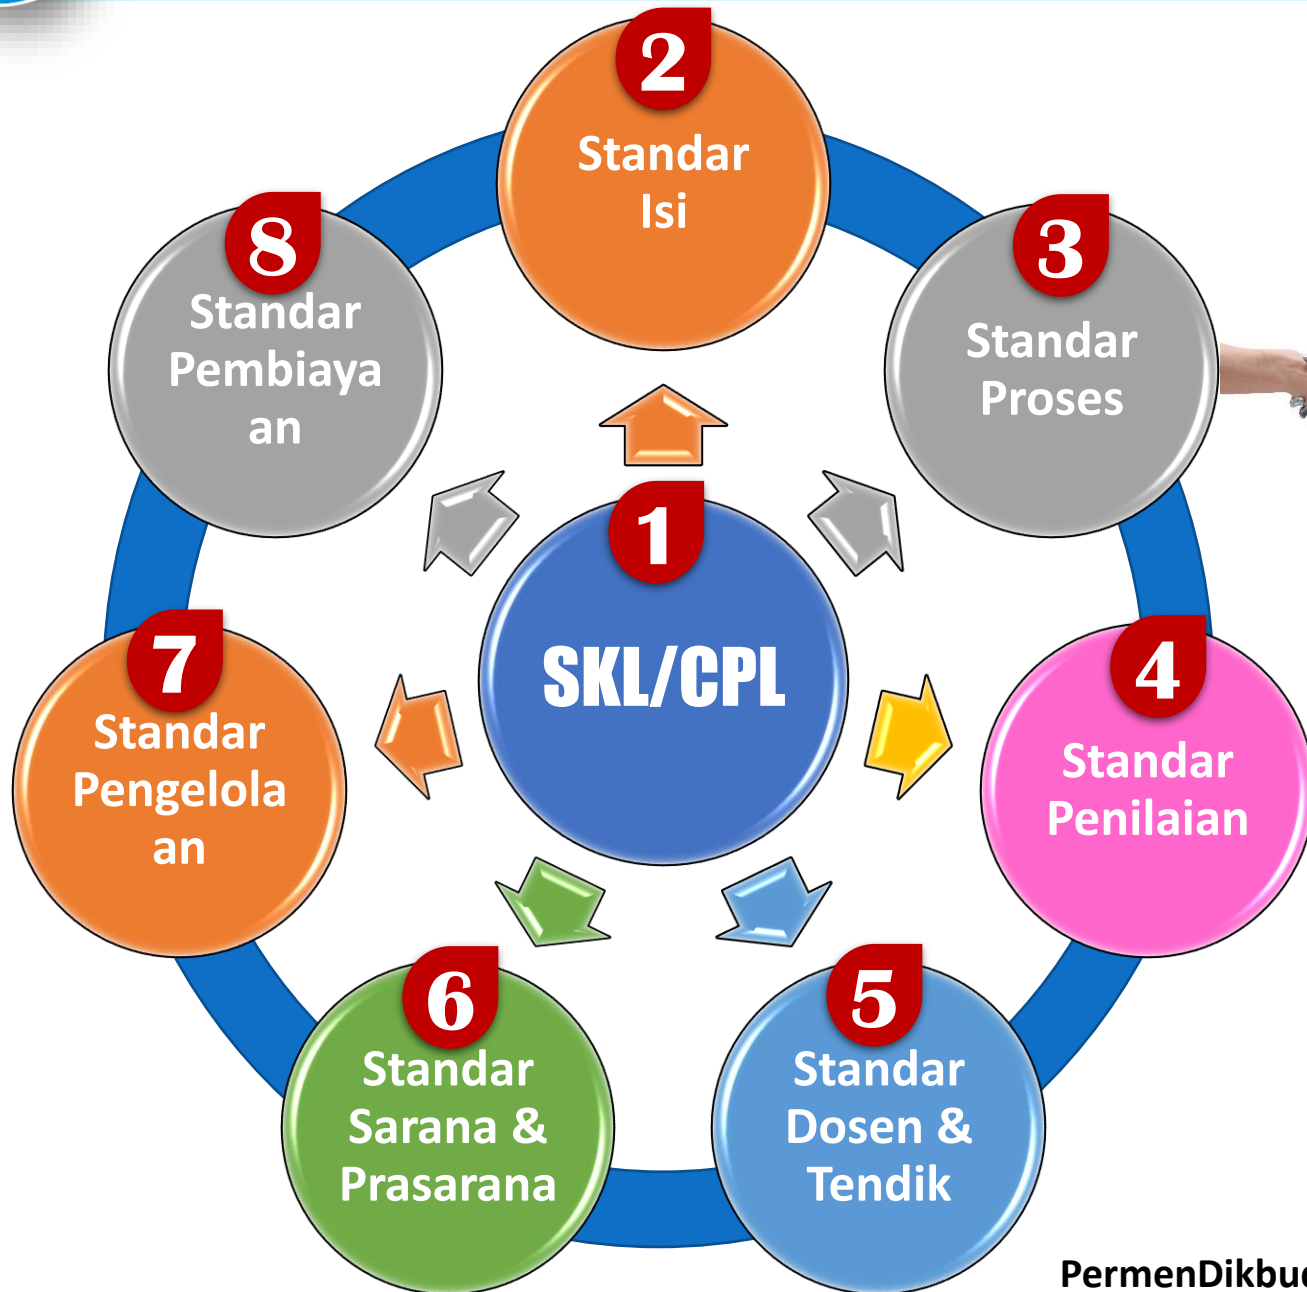 2
Standar
Isi
3
Standar
Proses
4
Standar
Penilaian
5
Standar
Dosen &
Tendik
6
Standar
Sarana &
Prasarana
7
Standar
Pengelola
an
8
Standar
Pembiaya
an
1
SKL/CPL